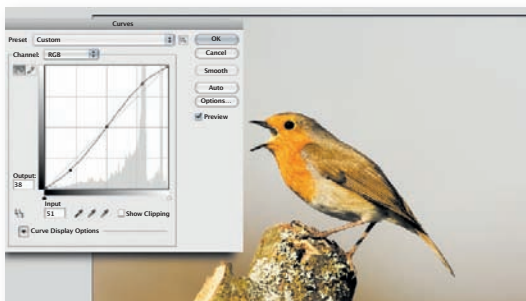 Curves
Preset Custom
OK
Channel: RGB
Cancel
Smooth
Auto
Options...
Preview
Output:
38
Input
51
Show Clipping
Curve Display Options